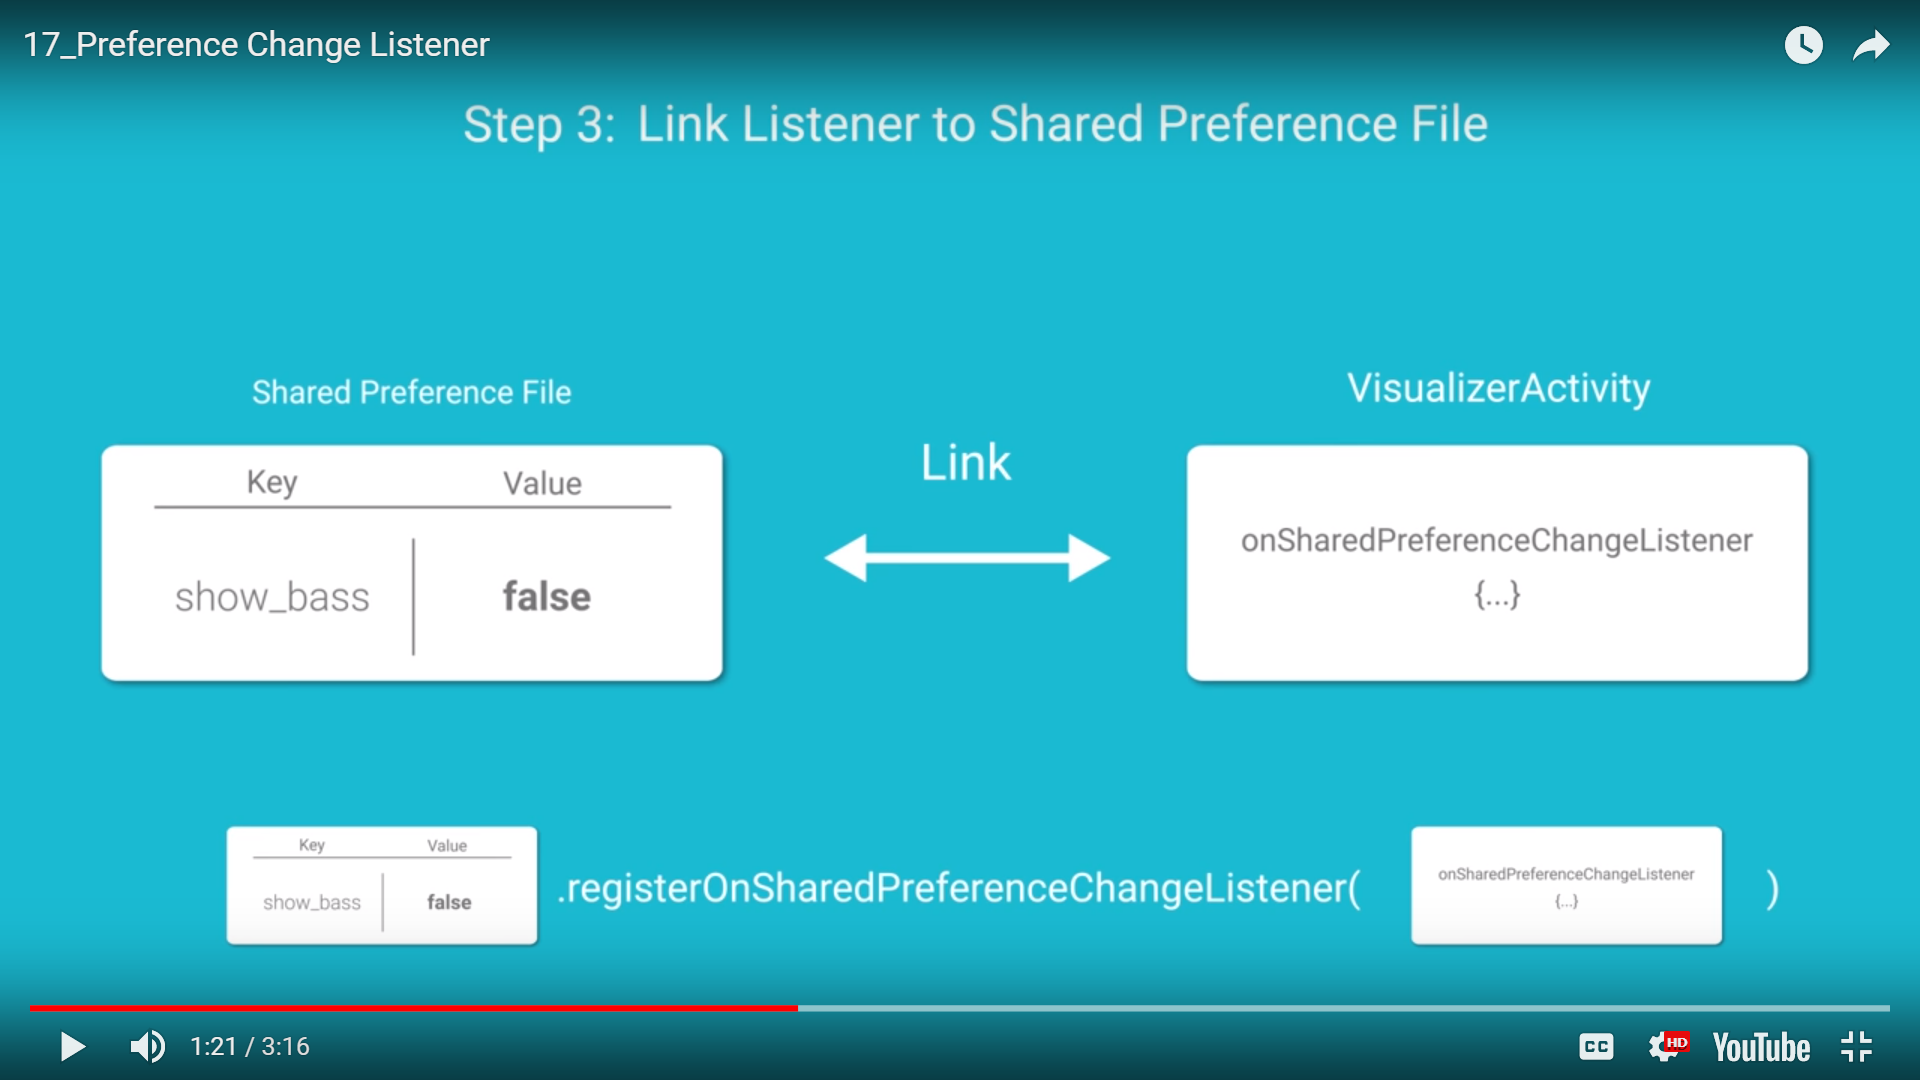 17_Preference Change Listener
Step 3: Link Listener to Shared Preference File
Shared Preference File
VisualizerActivity
Link
Key Value
show_bass false
onSharedPreferenceChangeListener
{...}
Key Value
show_bass false
.registerOnSharedPreferenceChangeListener(
onSharedPreferenceChangeListener
{...}
)
1:21 / 3:16
CC
HD
YouTube